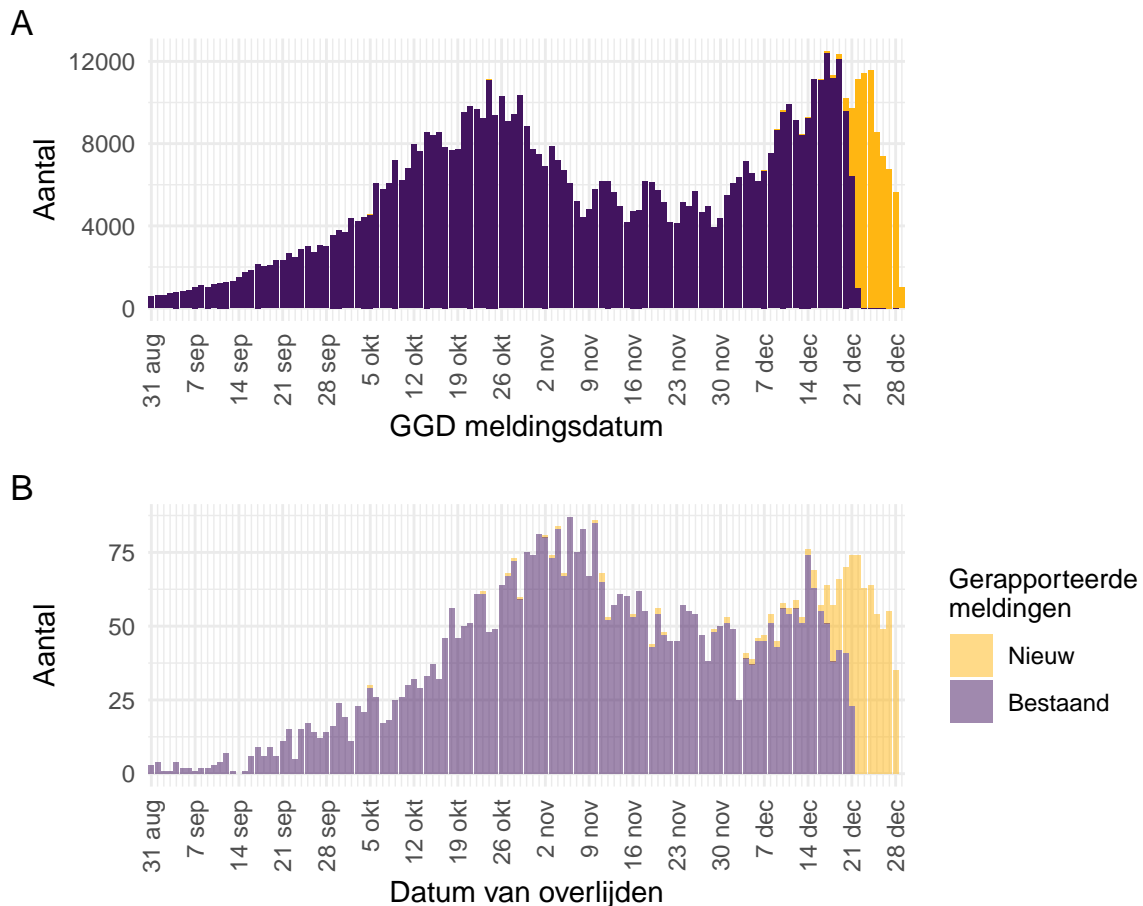 A
12000
8000
4000
0
Aantal
31 aug
7 sep
14 sep
21 sep
28 sep
5 okt
12 okt
19 okt
26 okt
2 nov
9 nov
16 nov
23 nov
30 nov
7 dec
14 dec
21 dec
28 dec
GGD meldingsdatum
B
75
50
25
0
Aantal
31 aug
7 sep
14 sep
21 sep
28 sep
5 okt
12 okt
19 okt
26 okt
2 nov
9 nov
16 nov
23 nov
30 nov
7 dec
14 dec
21 dec
28 dec
Datum van overlijden
Gerapporteerde
meldingen
Nieuw
Bestaand